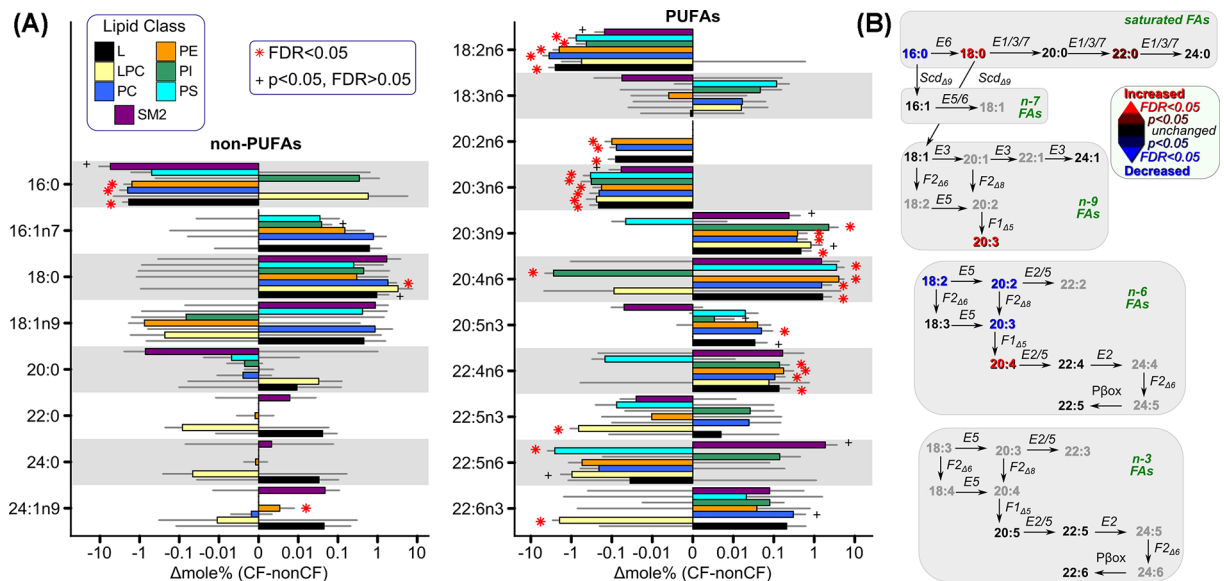 (A)
Lipid Class
L
LPC
PC
PE
PI
PS
SM2
* FDR<0.05
+ p<0.05, FDR>0.05
non-PUFAs
16:0
16:1n7
18:0
18:1n9
20:0
22:0
24:0
24:1n9
-10 -1 -0.1 -0.01 0 0.1 1 10
Δmole% (CF-nonCF)
PUFAs
18:2n6
18:3n6
20:2n6
20:3n6
20:3n9
20:4n6
20:5n3
22:4n6
22:5n3
22:5n6
22:6n3
-10 -1 -0.1 -0.01 0 0.1 1 10
Δmole% (CF-nonCF)
(B)
saturated FAs
16:0 E6 18:0 E1/3/7 20:0 E1/3/7 22:0 E1/3/7 24:0
ScdΔ9 ScdΔ9
16:1 E5/6 18:1
n-7
FAs
18:1 E3 20:1 E3 22:1 E3 24:1
F2Δ6 F2Δ8
18:2 E5 20:2
F1Δ5
20:3
n-9
FAs
Increased
FDR<0.05
p<0.05
unchanged
p<0.05
FDR<0.05
Decreased
18:2 E5 20:2 E2/5 22:2
n-6
FAs
F2Δ6 F2Δ8
18:3 E5 20:3
F1Δ5
20:4 E2/5 22:4 E2 24:4
F2Δ6
22:5 Pβox 24:5
18:3 E5 20:3 E2/5 22:3
n-3
FAs
F2Δ6 F2Δ8
18:4 E5 20:4
F1Δ5
20:5 E2/5 22:5 E2 24:5
F2Δ6
22:6 Pβox 24:6